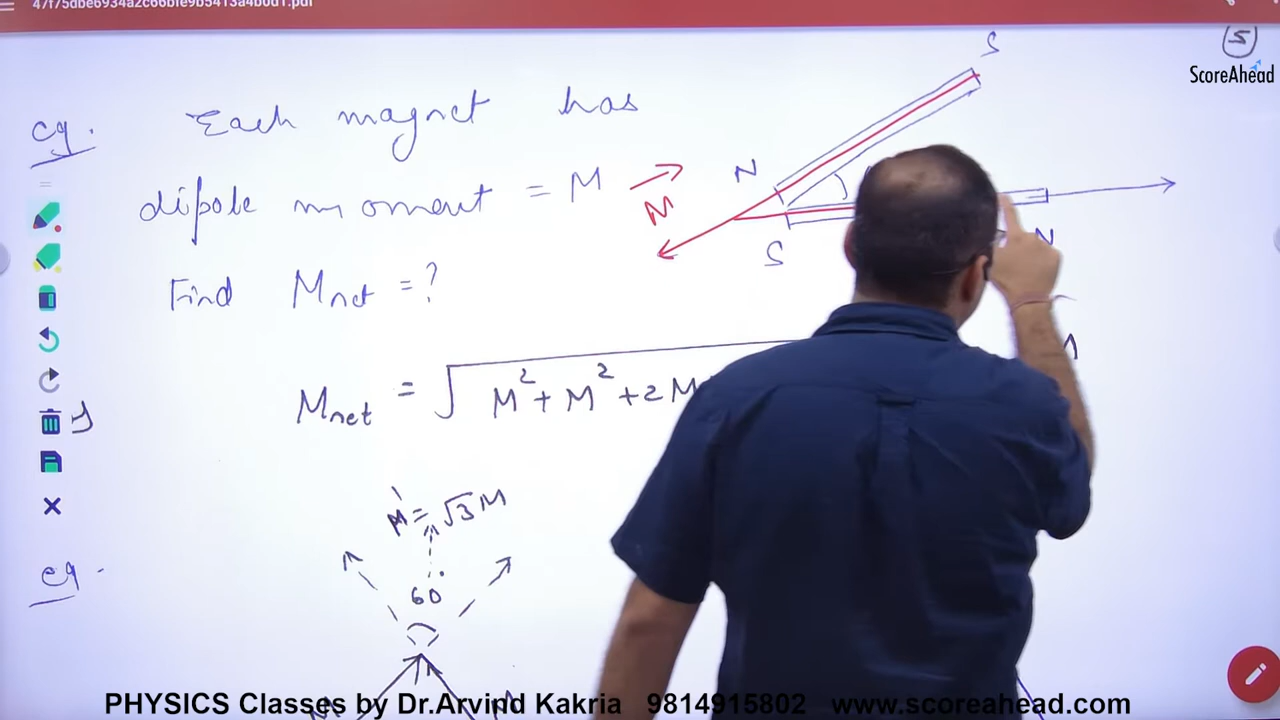 47f75dbe6934a2c66bfe9b5413a4b0d1.pdf
5
ScoreAhead
eg.
Each magnet has
dipole moment = M
M
Find Mnet = ?
S
N
S
N
Mnet = √ M² + M² + 2M
M = √3 M
60°
eg.
M
M
PHYSICS Classes by Dr.Arvind Kakria 9814915802 www.scoreahead.com